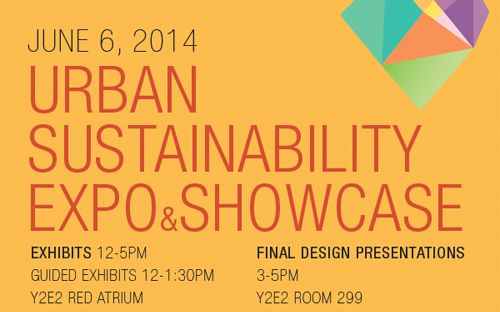 JUNE 6, 2014
URBAN
SUSTAINABILITY
EXPO&SHOWCASE
EXHIBITS 12-5PM
GUIDED EXHIBITS 12-1:30PM
Y2E2 RED ATRIUM
FINAL DESIGN PRESENTATIONS
3-5PM
Y2E2 ROOM 299